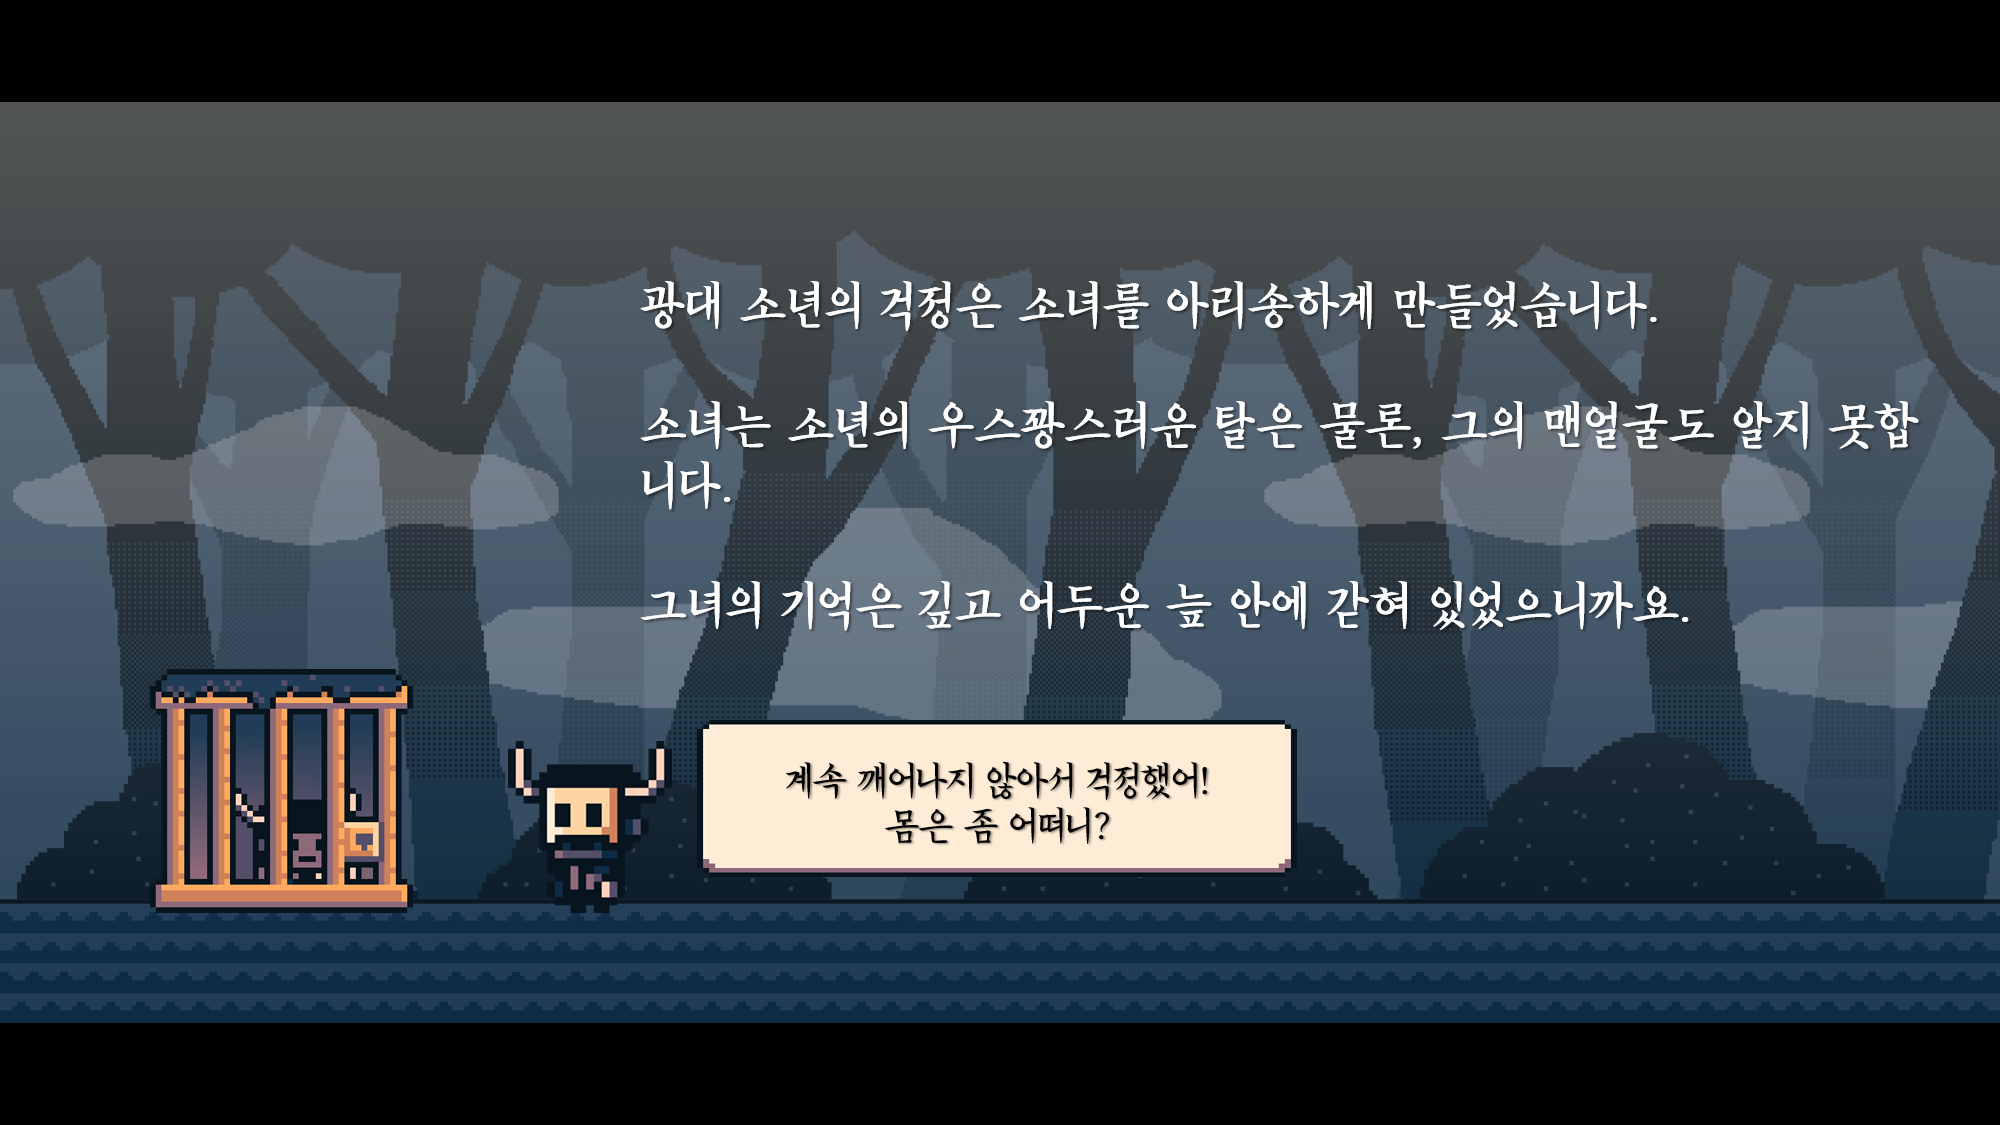 광대 소년의 걱정은 소녀를 아리송하게 만들었습니다.
소녀는 소년의 우스꽝스러운 탈은 물론, 그의 맨얼굴도 알지 못합
니다.
그녀의 기억은 깊고 어두운 늪 안에 갇혀 있었으니까요.
계속 깨어나지 않아서 걱정했어!
몸은 좀 어떠니?